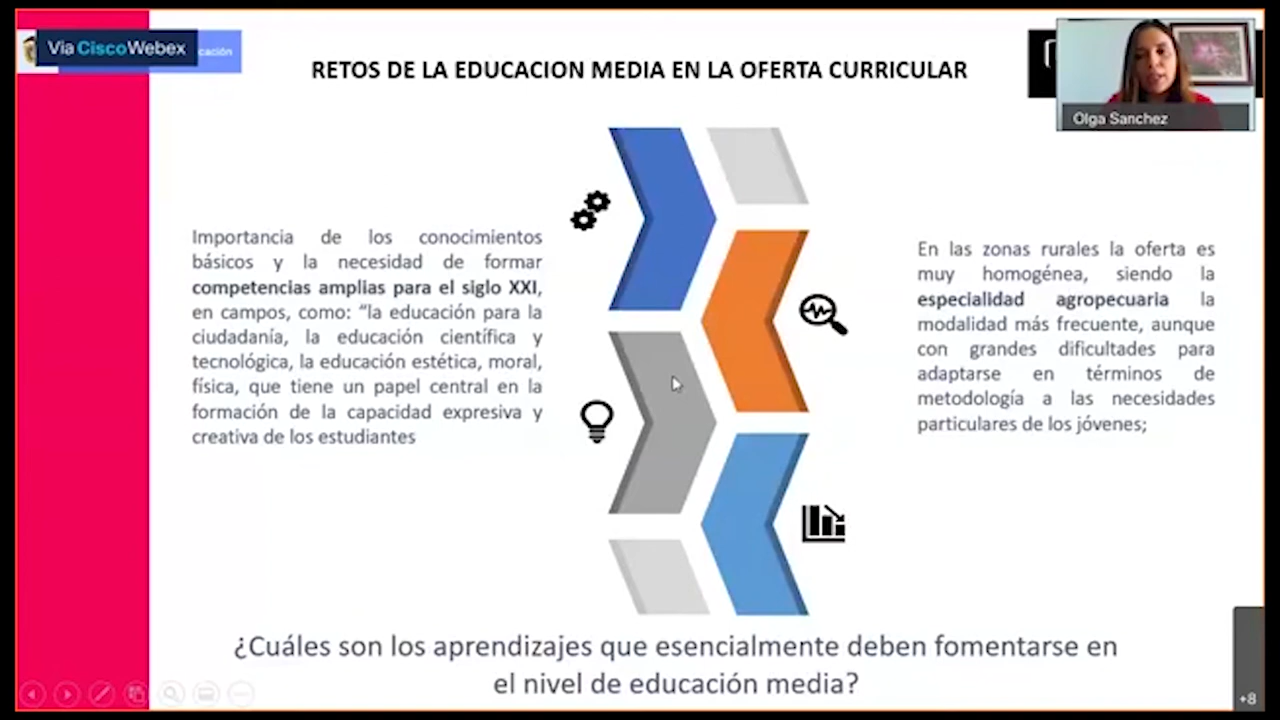 Vía CiscoWebex
cación
RETOS DE LA EDUCACION MEDIA EN LA OFERTA CURRICULAR
Olga Sanchez
Importancia de los conocimientos
básicos y la necesidad de formar
competencias amplias para el siglo XXI,
en campos, como: “la educación para la
ciudadanía, la educación científica y
tecnológica, la educación estética, moral,
física, que tiene un papel central en la
formación de la capacidad expresiva y
creativa de los estudiantes
En las zonas rurales la oferta es
muy homogénea, siendo la
especialidad agropecuaria la
modalidad más frecuente, aunque
con grandes dificultades para
adaptarse en términos de
metodología a las necesidades
particulares de los jóvenes;
¿Cuáles son los aprendizajes que esencialmente deben fomentarse en
el nivel de educación media?
+8